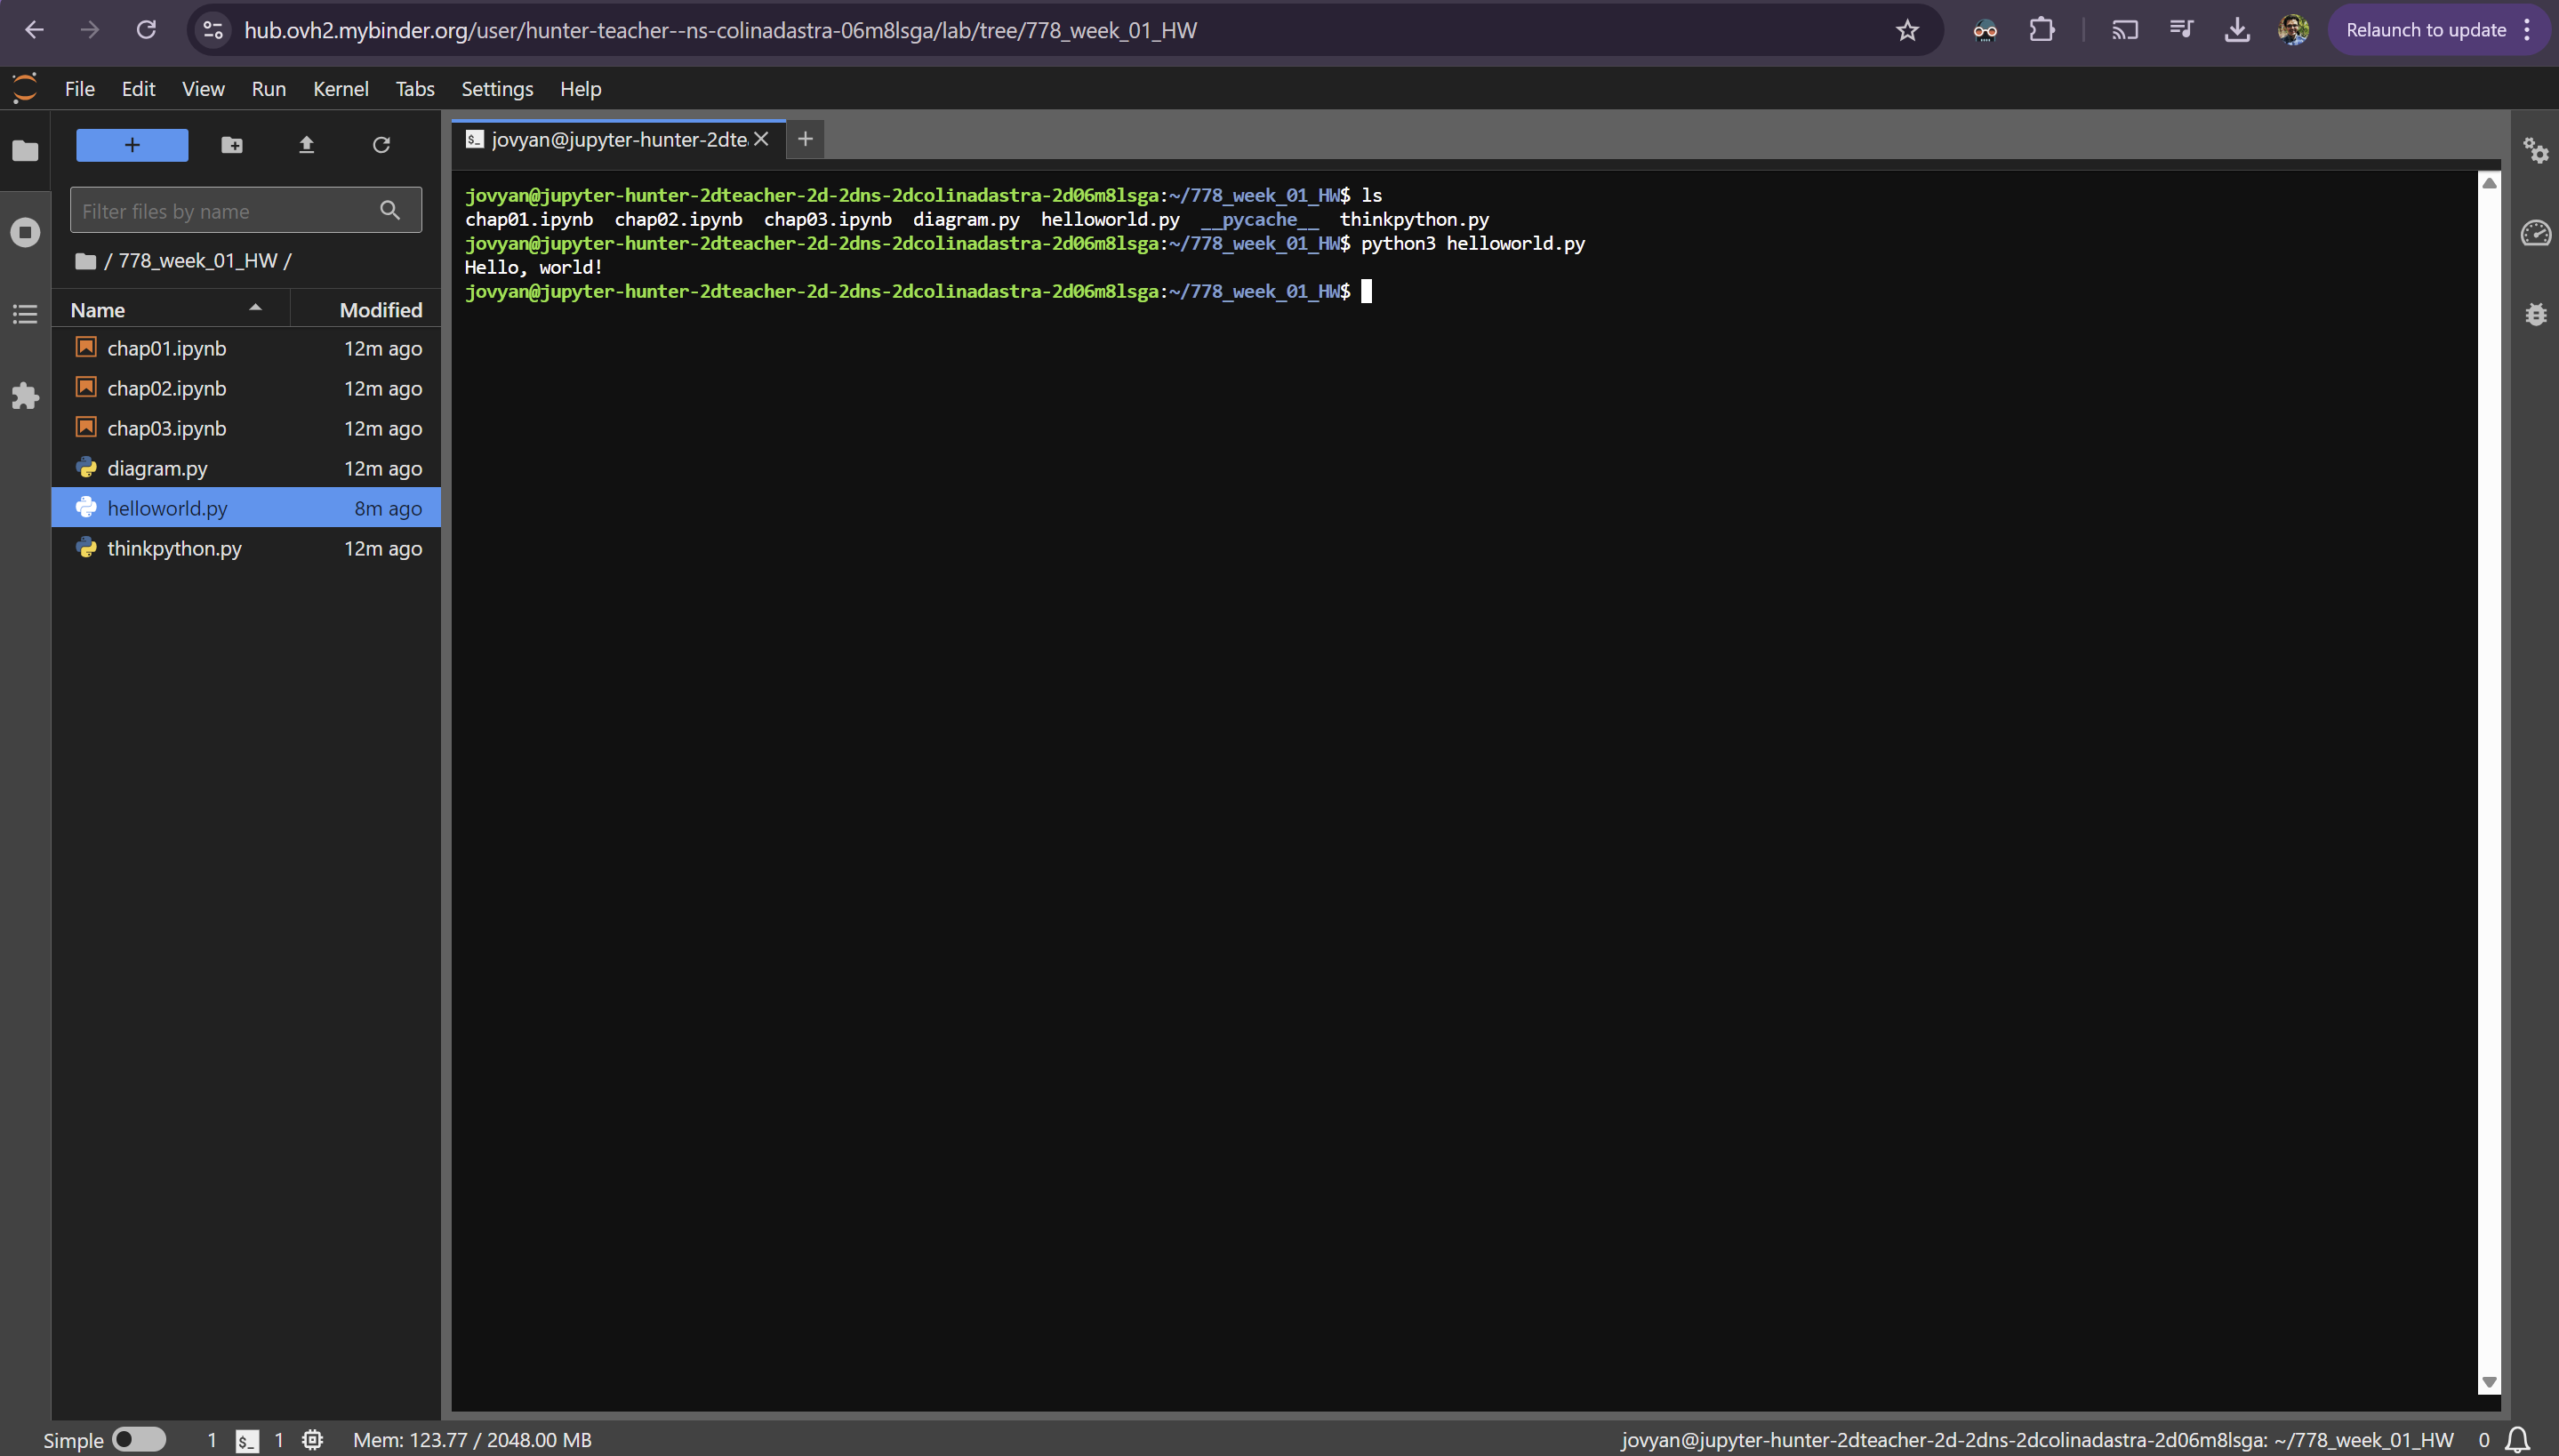 hub.ovh2.mybinder.org/user/hunter-teacher--ns-colinadastra-06m8lsga/lab/tree/778_week_01_HW
Relaunch to update
File Edit View Run Kernel Tabs Settings Help
jovyan@jupyter-hunter-2dte
Filter files by name
/ 778_week_01_HW /
Name Modified
chap01.ipynb 12m ago
chap02.ipynb 12m ago
chap03.ipynb 12m ago
diagram.py 12m ago
helloworld.py 8m ago
thinkpython.py 12m ago
jovyan@jupyter-hunter-2dteacher-2d-2dns-2dcolinadastra-2d06m8lsga:~/778_week_01_HW$ ls
chap01.ipynb chap02.ipynb chap03.ipynb diagram.py helloworld.py __pycache__ thinkpython.py
jovyan@jupyter-hunter-2dteacher-2d-2dns-2dcolinadastra-2d06m8lsga:~/778_week_01_HW$ python3 helloworld.py
Hello, world!
jovyan@jupyter-hunter-2dteacher-2d-2dns-2dcolinadastra-2d06m8lsga:~/778_week_01_HW$
Simple 1 $_ 1 Mem: 123.77 / 2048.00 MB jovyan@jupyter-hunter-2dteacher-2d-2dns-2dcolinadastra-2d06m8lsga: ~/778_week_01_HW 0